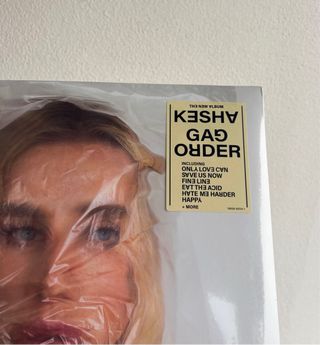 THE NEW ALBUM
KESHA
GAG
ORDER
INCLUDING
ONLY LOVE CAN
SAVE US NOW
FINE LINE
EAT THE ACID
HATE ME HARDER
HAPPY
+ MORE